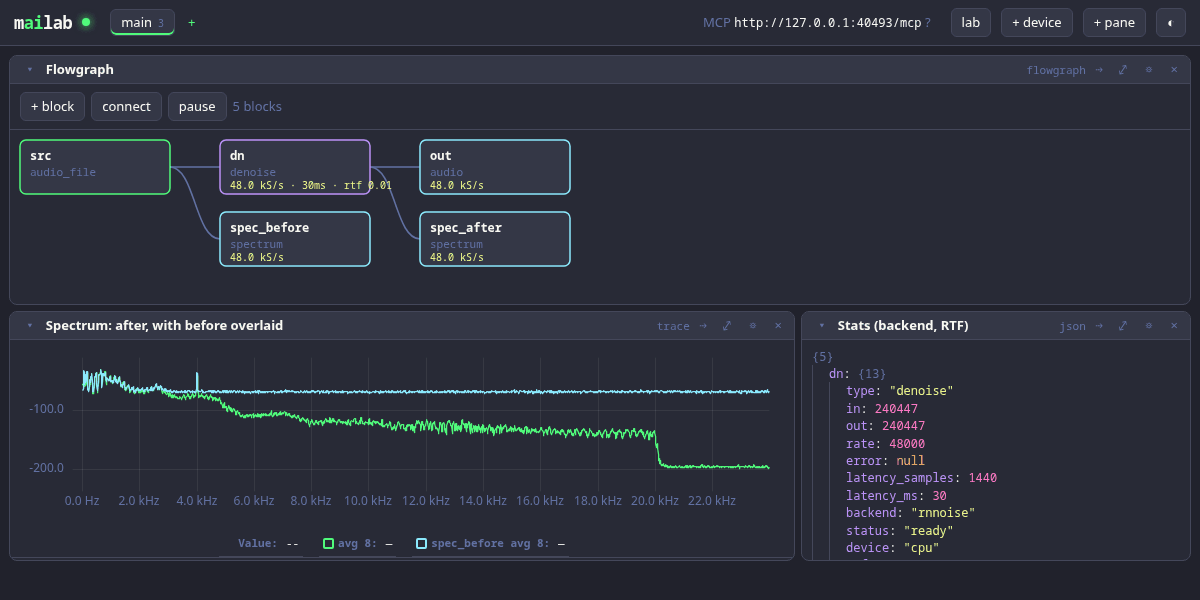 mailab main 3 + MCP http://127.0.0.1:40493/mcp ? lab + device + pane
Flowgraph flowgraph →
+ block connect pause 5 blocks
src
audio_file
dn
denoise
48.0 kS/s · 30ms · rtf 0.01
out
audio
48.0 kS/s
spec_before
spectrum
48.0 kS/s
spec_after
spectrum
48.0 kS/s
Spectrum: after, with before overlaid trace →
-100.0
-200.0
0.0 Hz 2.0 kHz 4.0 kHz 6.0 kHz 8.0 kHz 10.0 kHz 12.0 kHz 14.0 kHz 16.0 kHz 18.0 kHz 20.0 kHz 22.0 kHz
Value: -- avg 8: — spec_before avg 8: —
Stats (backend, RTF) json →
{5}
dn: {13}
type: "denoise"
in: 240447
out: 240447
rate: 48000
error: null
latency_samples: 1440
latency_ms: 30
backend: "rnnoise"
status: "ready"
device: "cpu"